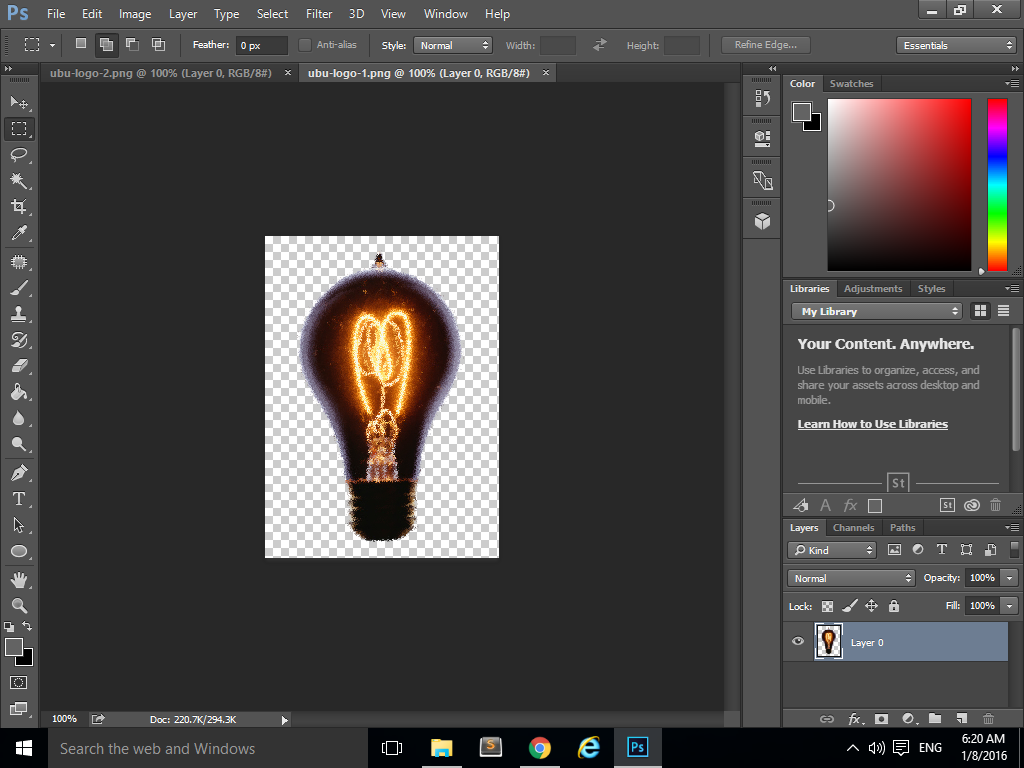 Ps File Edit Image Layer Type Select Filter 3D View Window Help
Feather: 0 px Anti-alias Style: Normal Width: Height: Refine Edge... Essentials
ubu-logo-2.png @ 100% (Layer 0, RGB/8#) × ubu-logo-1.png @ 100% (Layer 0, RGB/8#) ×
Color Swatches
Libraries Adjustments Styles
My Library
Your Content. Anywhere.
Use Libraries to organize, access, and
share your assets across desktop and
mobile.
Learn How to Use Libraries
St
A fx St
Layers Channels Paths
Kind T
Normal Opacity: 100%
Lock: Fill: 100%
Layer 0
fx
T
100% Doc: 220.7K/294.3K
Search the web and Windows S Ps ENG 6:20 AM
1/8/2016